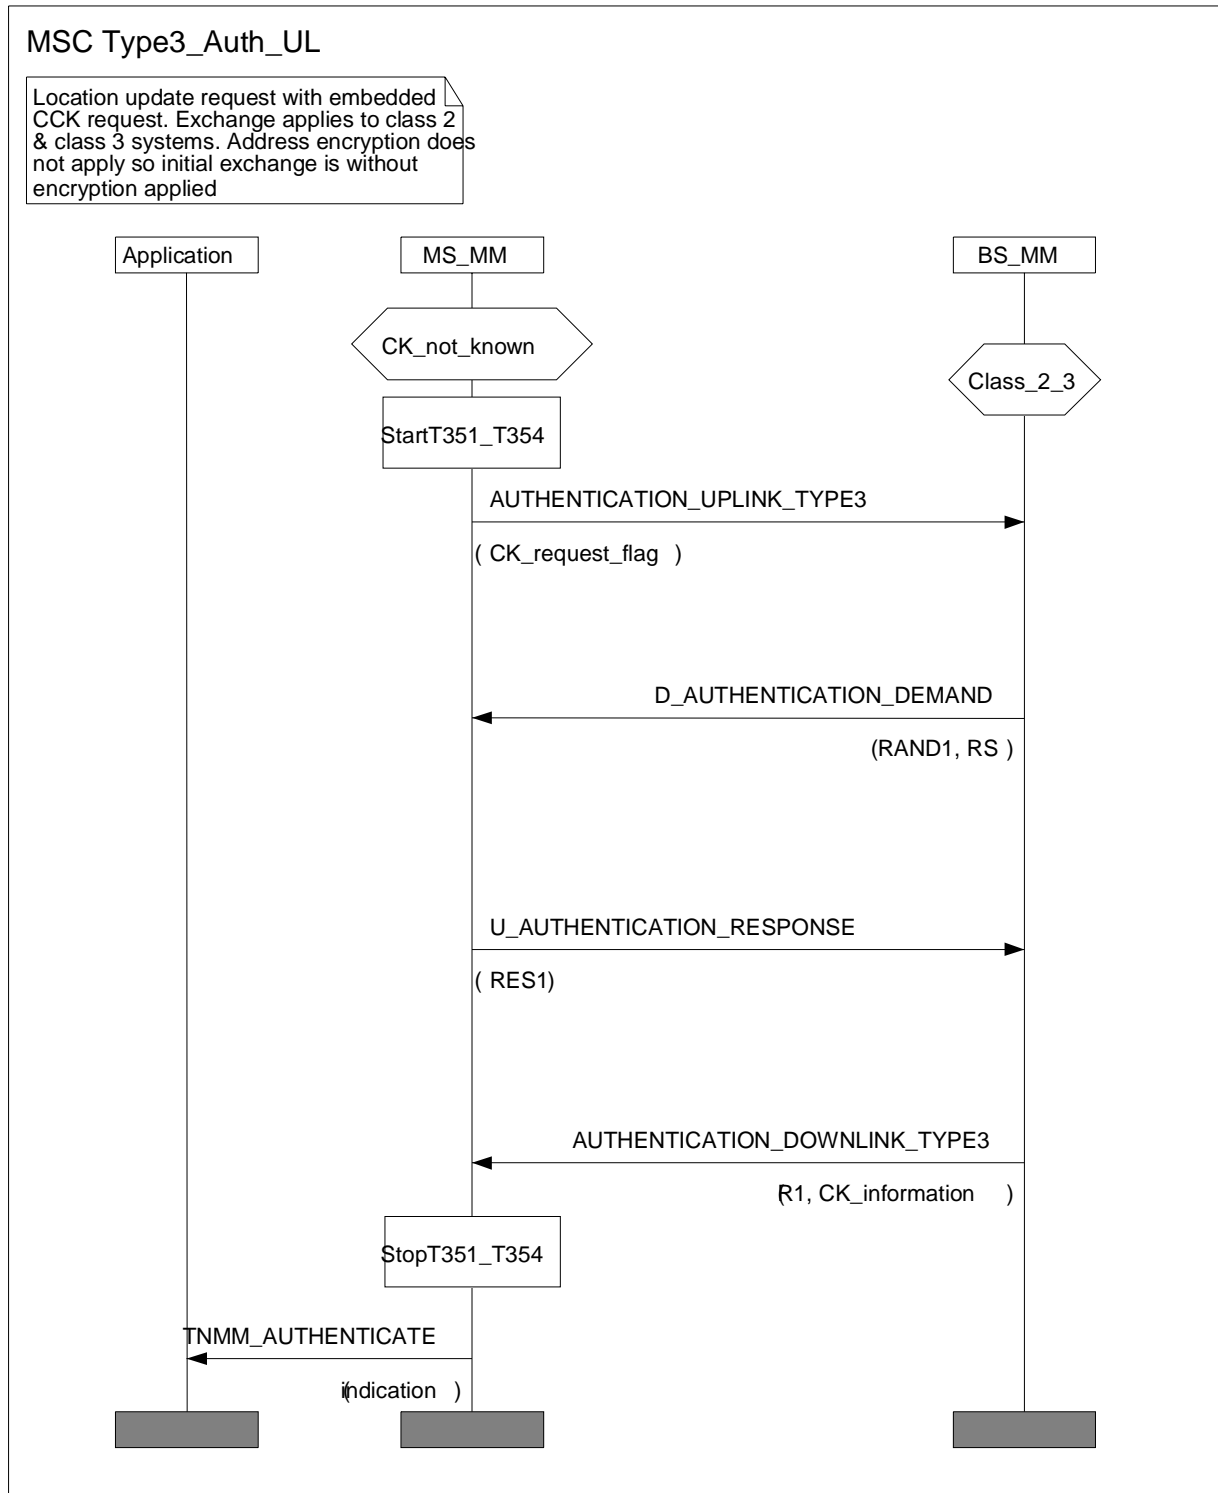 MSC Type3_Auth_UL
Location update request with embedded
CCK request. Exchange applies to class 2
& class 3 systems. Address encryption does
not apply so initial exchange is without
encryption applied
Application MS_MM BS_MM
CK_not_known
Class_2_3
StartT351_T354
AUTHENTICATION_UPLINK_TYPE3
( CK_request_flag )
D_AUTHENTICATION_DEMAND
(RAND1, RS )
U_AUTHENTICATION_RESPONSE
( RES1)
AUTHENTICATION_DOWNLINK_TYPE3
(R1, CK_information )
StopT351_T354
TNMM_AUTHENTICATE
(indication )